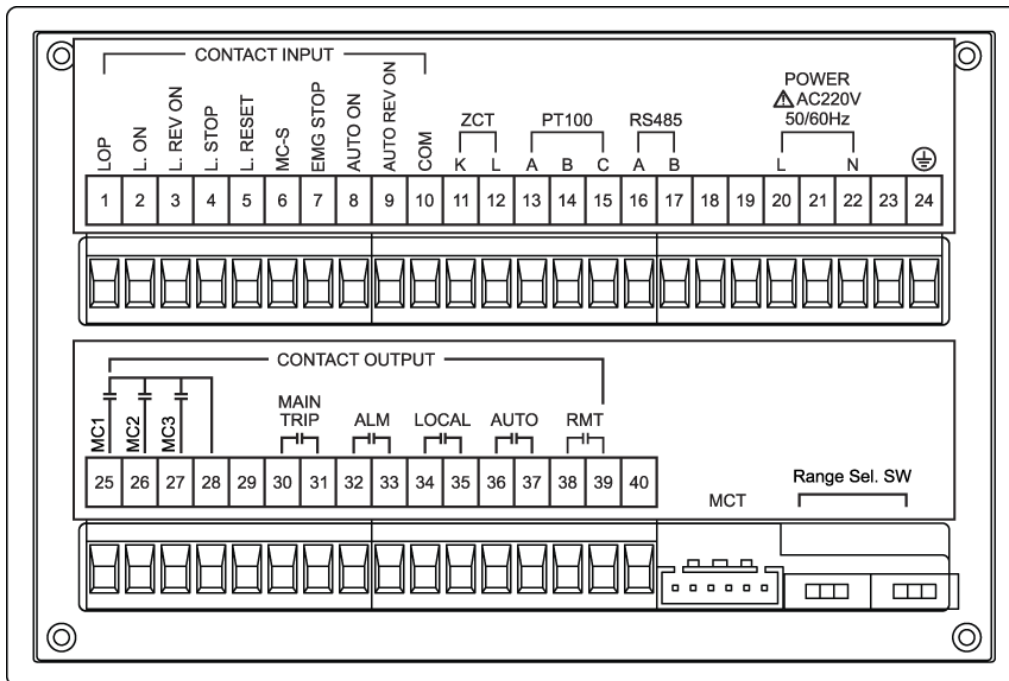 CONTACT INPUT
POWER
⚠ AC220V
50/60Hz
ZCT
PT100
RS485
LOP
L. ON
L. REV ON
L. STOP
L. RESET
MC-S
EMG STOP
AUTO ON
AUTO REV ON
COM
K L A B C A B L N
1 2 3 4 5 6 7 8 9 10 11 12 13 14 15 16 17 18 19 20 21 22 23 24
CONTACT OUTPUT
MC1
MC2
MC3
MAIN
TRIP
ALM
LOCAL
AUTO
RMT
25 26 27 28 29 30 31 32 33 34 35 36 37 38 39 40
MCT
Range Sel. SW